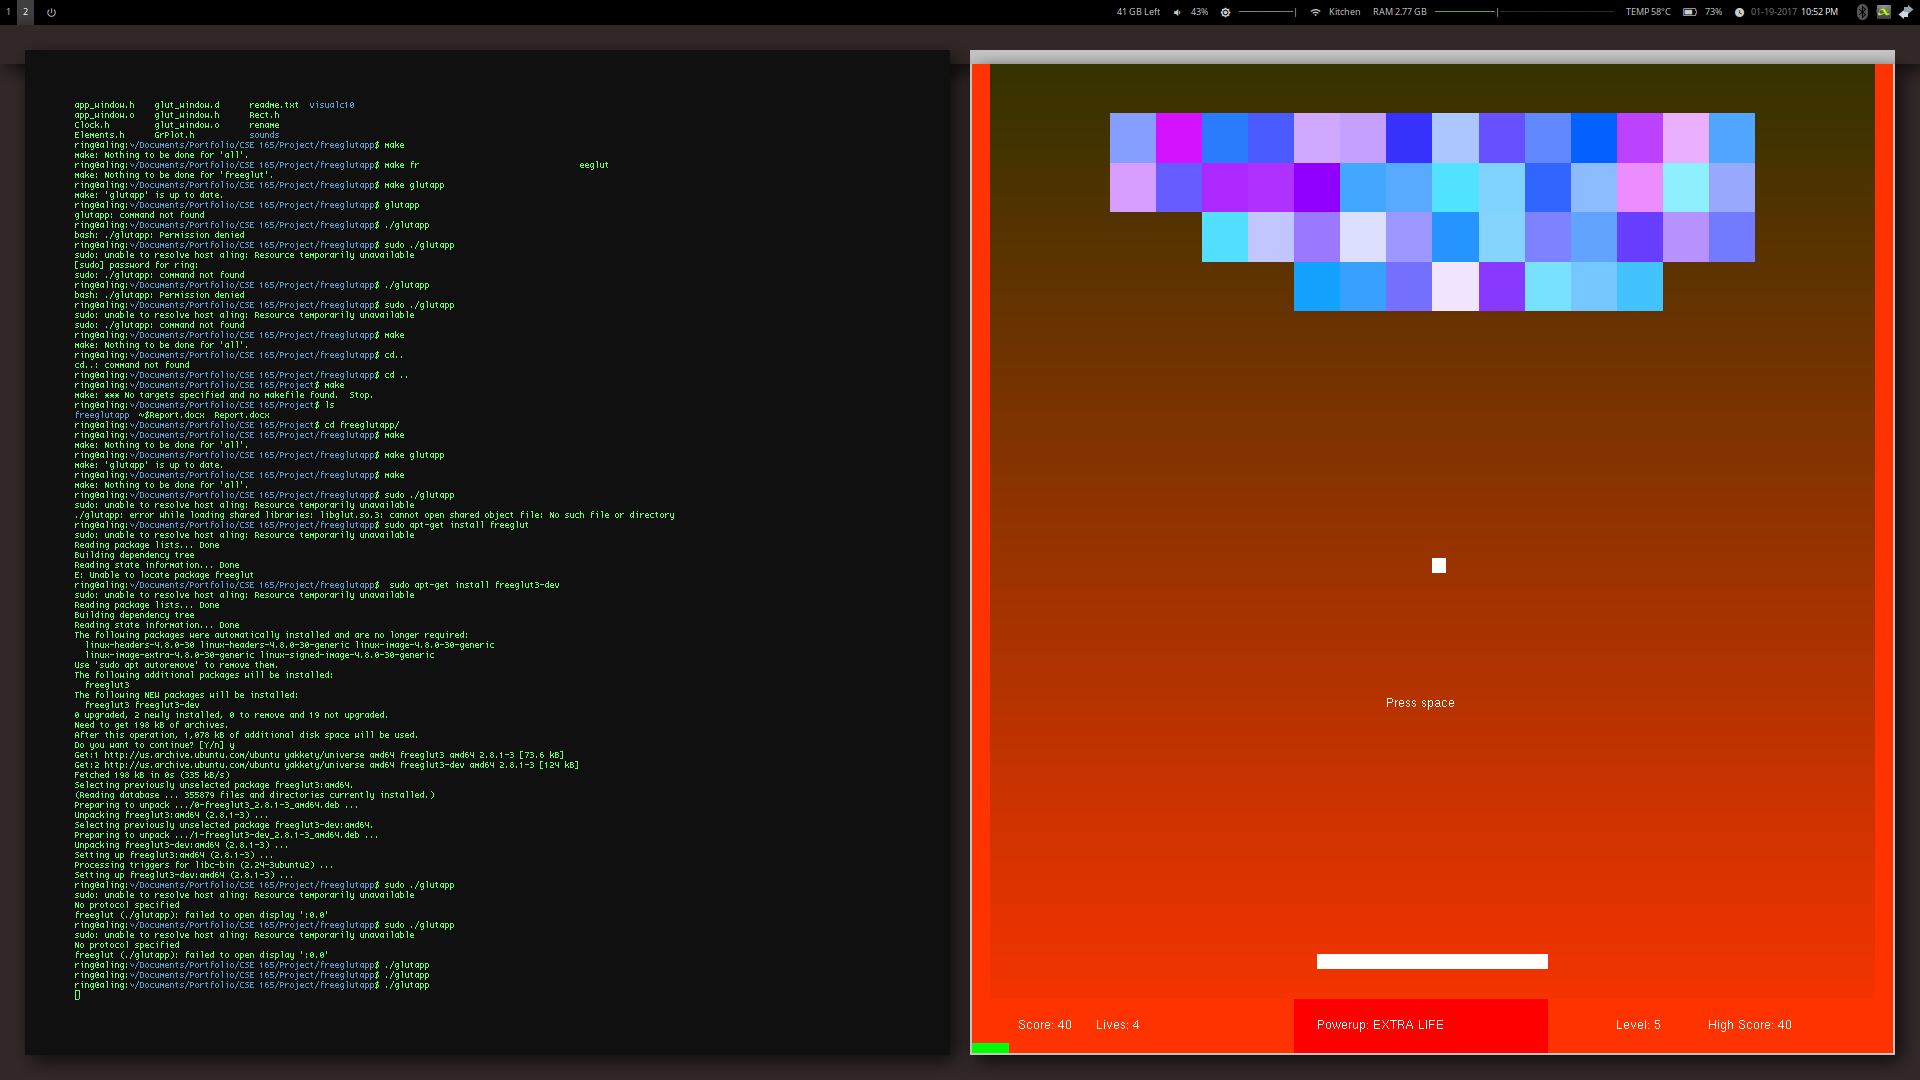 1 2 41 GB Left 43% Kitchen RAM 2.77 GB TEMP 58°C 73% 01-19-2017 10:52 PM
app_window.h glut_window.d readme.txt visualc10
app_window.o glut_window.h Rect.h
Clock.h glut_window.o rename
Elements.h GrPlot.h sounds
ring@aling:~/Documents/Portfolio/CSE 165/Project/freeglutapp$ make
make: Nothing to be done for 'all'.
ring@aling:~/Documents/Portfolio/CSE 165/Project/freeglutapp$ make fr eeglut
make: Nothing to be done for 'freeglut'.
ring@aling:~/Documents/Portfolio/CSE 165/Project/freeglutapp$ make glutapp
make: 'glutapp' is up to date.
ring@aling:~/Documents/Portfolio/CSE 165/Project/freeglutapp$ glutapp
glutapp: command not found
ring@aling:~/Documents/Portfolio/CSE 165/Project/freeglutapp$ ./glutapp
bash: ./glutapp: Permission denied
ring@aling:~/Documents/Portfolio/CSE 165/Project/freeglutapp$ sudo ./glutapp
sudo: unable to resolve host aling: Resource temporarily unavailable
[sudo] password for ring:
sudo: ./glutapp: command not found
ring@aling:~/Documents/Portfolio/CSE 165/Project/freeglutapp$ ./glutapp
bash: ./glutapp: Permission denied
ring@aling:~/Documents/Portfolio/CSE 165/Project/freeglutapp$ sudo ./glutapp
sudo: unable to resolve host aling: Resource temporarily unavailable
sudo: ./glutapp: command not found
ring@aling:~/Documents/Portfolio/CSE 165/Project/freeglutapp$ make
make: Nothing to be done for 'all'.
ring@aling:~/Documents/Portfolio/CSE 165/Project/freeglutapp$ cd..
cd..: command not found
ring@aling:~/Documents/Portfolio/CSE 165/Project/freeglutapp$ cd ..
ring@aling:~/Documents/Portfolio/CSE 165/Project$ make
make: *** No targets specified and no makefile found.  Stop.
ring@aling:~/Documents/Portfolio/CSE 165/Project$ ls
freeglutapp ~$Report.docx Report.docx
ring@aling:~/Documents/Portfolio/CSE 165/Project$ cd freeglutapp/
ring@aling:~/Documents/Portfolio/CSE 165/Project/freeglutapp$ make
make: Nothing to be done for 'all'.
ring@aling:~/Documents/Portfolio/CSE 165/Project/freeglutapp$ make glutapp
make: 'glutapp' is up to date.
ring@aling:~/Documents/Portfolio/CSE 165/Project/freeglutapp$ make
make: Nothing to be done for 'all'.
ring@aling:~/Documents/Portfolio/CSE 165/Project/freeglutapp$ sudo ./glutapp
sudo: unable to resolve host aling: Resource temporarily unavailable
./glutapp: error while loading shared libraries: libglut.so.3: cannot open shared object file: No such file or directory
ring@aling:~/Documents/Portfolio/CSE 165/Project/freeglutapp$ sudo apt-get install freeglut
sudo: unable to resolve host aling: Resource temporarily unavailable
Reading package lists... Done
Building dependency tree
Reading state information... Done
E: Unable to locate package freeglut
ring@aling:~/Documents/Portfolio/CSE 165/Project/freeglutapp$  sudo apt-get install freeglut3-dev
sudo: unable to resolve host aling: Resource temporarily unavailable
Reading package lists... Done
Building dependency tree
Reading state information... Done
The following packages were automatically installed and are no longer required:
linux-headers-4.8.0-30 linux-headers-4.8.0-30-generic linux-image-4.8.0-30-generic
linux-image-extra-4.8.0-30-generic linux-signed-image-4.8.0-30-generic
Use 'sudo apt autoremove' to remove them.
The following additional packages will be installed:
freeglut3
The following NEW packages will be installed:
freeglut3 freeglut3-dev
0 upgraded, 2 newly installed, 0 to remove and 19 not upgraded.
Need to get 198 kB of archives.
After this operation, 1,078 kB of additional disk space will be used.
Do you want to continue? [Y/n] y
Get:1 http://us.archive.ubuntu.com/ubuntu yakkety/universe amd64 freeglut3 amd64 2.8.1-3 [73.6 kB]
Get:2 http://us.archive.ubuntu.com/ubuntu yakkety/universe amd64 freeglut3-dev amd64 2.8.1-3 [124 kB]
Fetched 198 kB in 0s (335 kB/s)
Selecting previously unselected package freeglut3:amd64.
(Reading database ... 355879 files and directories currently installed.)
Preparing to unpack .../0-freeglut3_2.8.1-3_amd64.deb ...
Unpacking freeglut3:amd64 (2.8.1-3) ...
Selecting previously unselected package freeglut3-dev:amd64.
Preparing to unpack .../1-freeglut3-dev_2.8.1-3_amd64.deb ...
Unpacking freeglut3-dev:amd64 (2.8.1-3) ...
Setting up freeglut3:amd64 (2.8.1-3) ...
Processing triggers for libc-bin (2.24-3ubuntu2) ...
Setting up freeglut3-dev:amd64 (2.8.1-3) ...
ring@aling:~/Documents/Portfolio/CSE 165/Project/freeglutapp$ sudo ./glutapp
sudo: unable to resolve host aling: Resource temporarily unavailable
No protocol specified
freeglut (./glutapp): failed to open display ':0.0'
ring@aling:~/Documents/Portfolio/CSE 165/Project/freeglutapp$ sudo ./glutapp
sudo: unable to resolve host aling: Resource temporarily unavailable
No protocol specified
freeglut (./glutapp): failed to open display ':0.0'
ring@aling:~/Documents/Portfolio/CSE 165/Project/freeglutapp$ ./glutapp
ring@aling:~/Documents/Portfolio/CSE 165/Project/freeglutapp$ ./glutapp
ring@aling:~/Documents/Portfolio/CSE 165/Project/freeglutapp$ ./glutapp
Press space
Score: 40 Lives: 4 Powerup: EXTRA LIFE Level: 5 High Score: 40